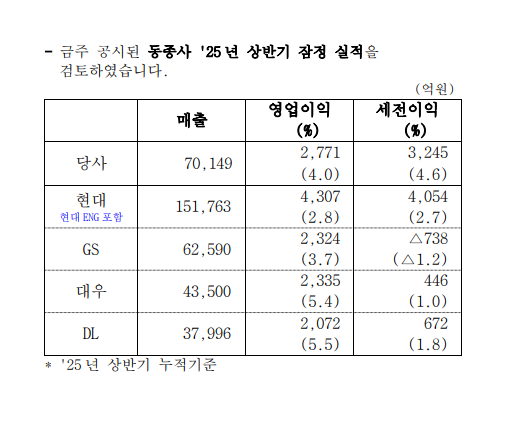 - 금주 공시된 동종사 '25년 상반기 잠정 실적을
검토하였습니다.
(억원)
매출 영업이익 (%) 세전이익 (%)
당사 70,149 2,771 (4.0) 3,245 (4.6)
현대 현대ENG포함 151,763 4,307 (2.8) 4,054 (2.7)
GS 62,590 2,324 (3.7) △738 (△1.2)
대우 43,500 2,335 (5.4) 446 (1.0)
DL 37,996 2,072 (5.5) 672 (1.8)
* '25년 상반기 누적기준